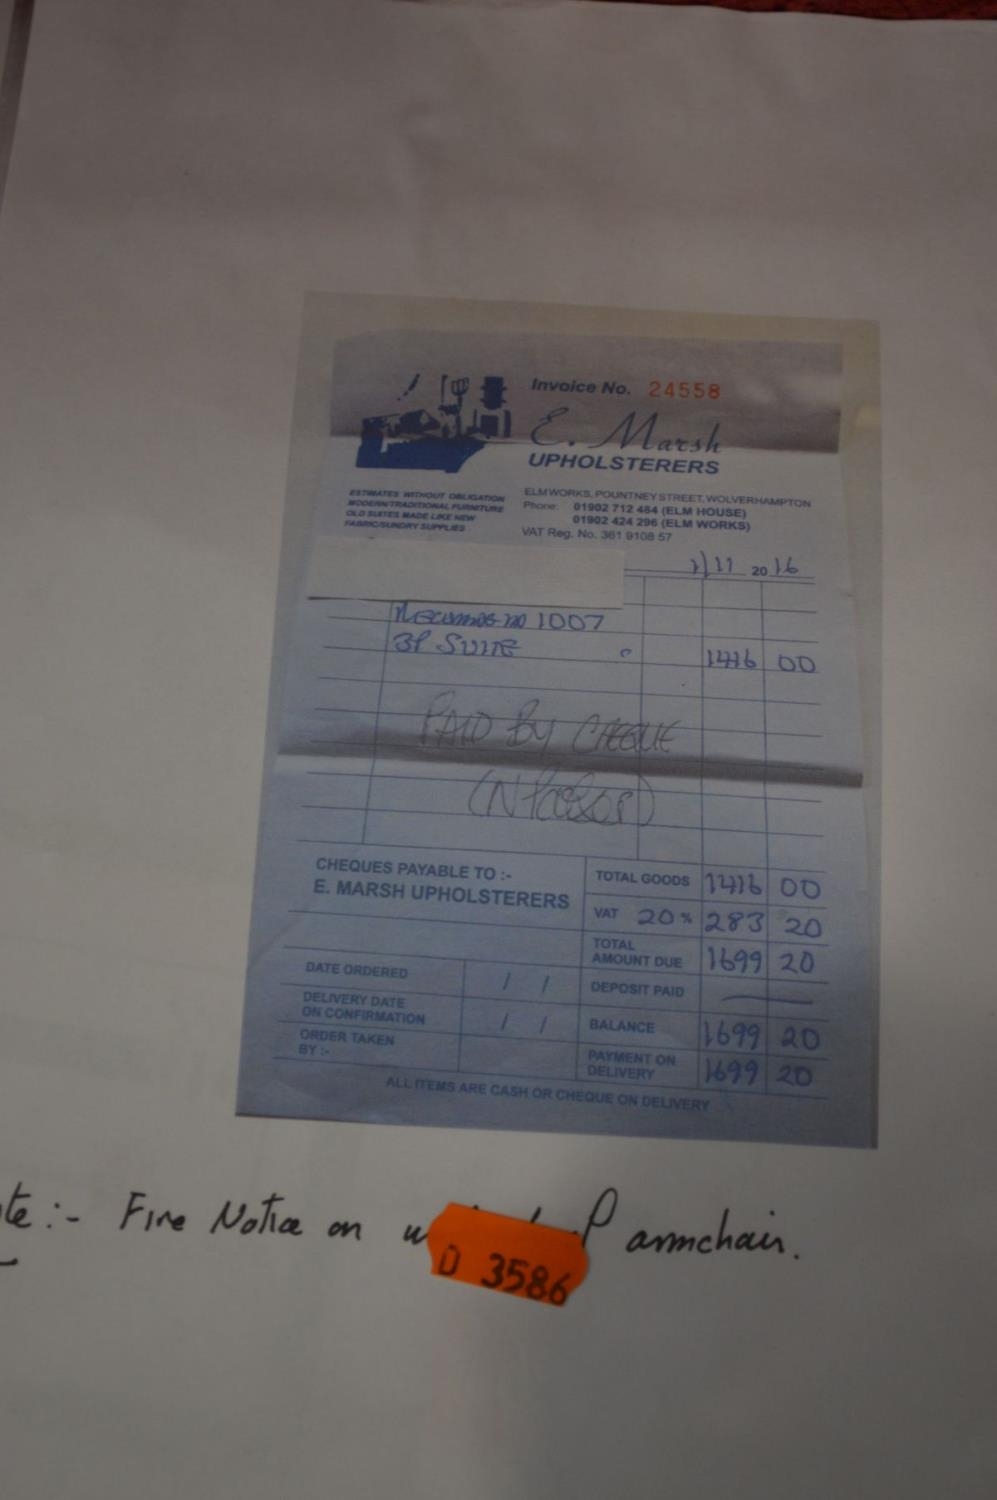 Invoice No. 24558
E. Marsh
UPHOLSTERERS
ESTIMATES WITHOUT OBLIGATION
MODERN/TRADITIONAL FURNITURE
OLD SUITES MADE LIKE NEW
FABRIC/SUNDRY SUPPLIES
ELM WORKS, POUNTNEY STREET, WOLVERHAMPTON
Phone: 01902 712 484 (ELM HOUSE)
01902 424 296 (ELM WORKS)
VAT Reg. No. 361 9108 57
/11 2016
1007
3P SUITE 1416 00
PAID BY CHEQUE
CHEQUES PAYABLE TO :-
E. MARSH UPHOLSTERERS
TOTAL GOODS 1416 00
VAT 20% 283 20
TOTAL
AMOUNT DUE 1699 20
DATE ORDERED / /
DEPOSIT PAID —
DELIVERY DATE
ON CONFIRMATION / /
BALANCE 1699 20
ORDER TAKEN
BY :-
PAYMENT ON
DELIVERY 1699 20
ALL ITEMS ARE CASH OR CHEQUE ON DELIVERY
:- Fire Notice on armchair.
D 3586